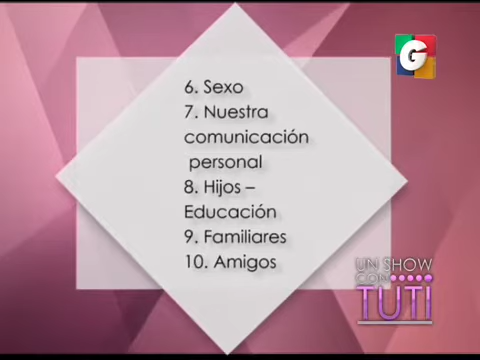 G
6. Sexo
7. Nuestra
comunicación
personal
8. Hijos –
Educación
9. Familiares
10. Amigos
UN SHOW
CON
TUTI